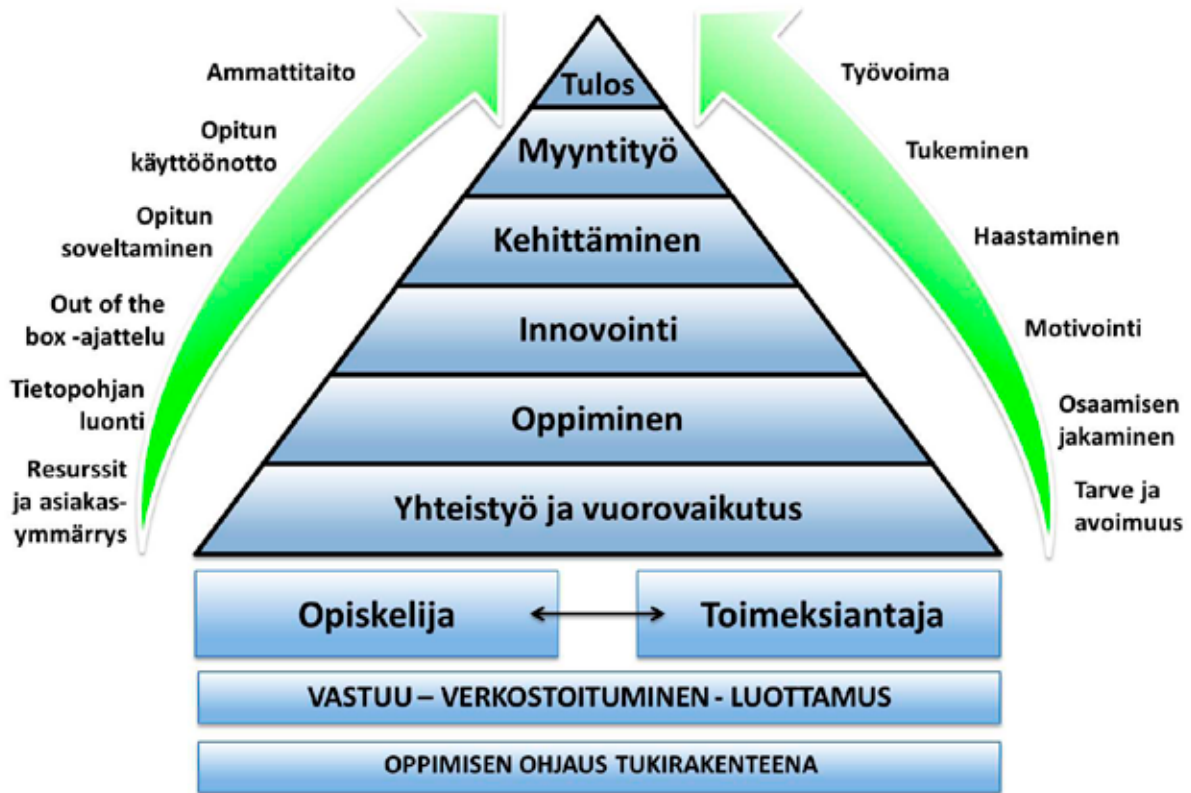 Ammattitaito
Opitun
käyttöönotto
Opitun
soveltaminen
Out of the
box -ajattelu
Tietopohjan
luonti
Resurssit
ja asiakas-
ymmärrys
Tulos
Myyntityö
Kehittäminen
Innovointi
Oppiminen
Yhteistyö ja vuorovaikutus
Työvoima
Tukeminen
Haastaminen
Motivointi
Osaamisen
jakaminen
Tarve ja
avoimuus
Opiskelija
Toimeksiantaja
VASTUU – VERKOSTOITUMINEN - LUOTTAMUS
OPPIMISEN OHJAUS TUKIRAKENTEENA